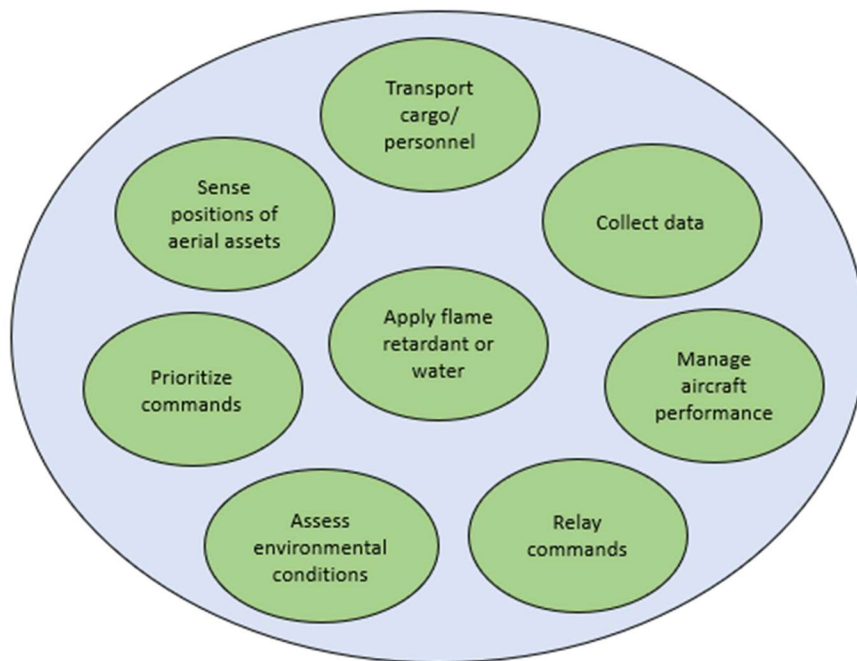 Transport
cargo/
personnel
Sense
positions of
aerial assets
Collect data
Apply flame
retardant or
water
Prioritize
commands
Manage
aircraft
performance
Assess
environmental
conditions
Relay
commands